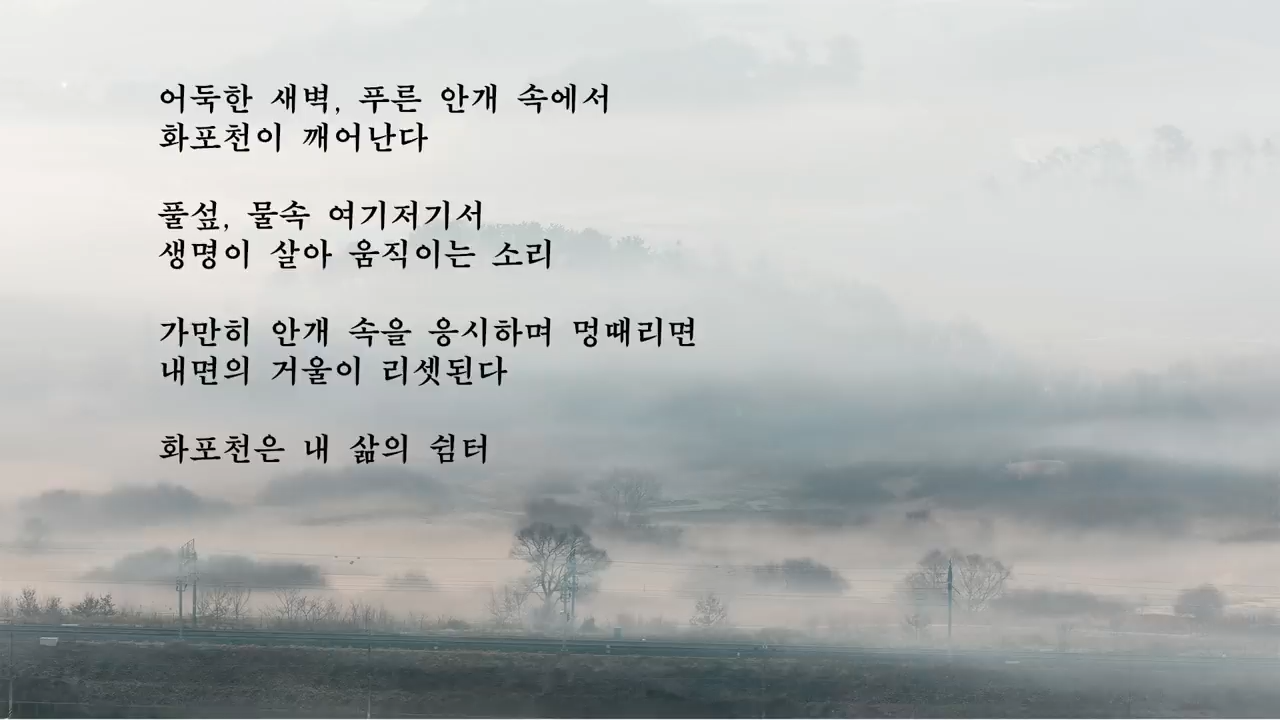 어둑한 새벽, 푸른 안개 속에서
화포천이 깨어난다
풀섶, 물속 여기저기서
생명이 살아 움직이는 소리
가만히 안개 속을 응시하며 멍때리면
내면의 거울이 리셋된다
화포천은 내 삶의 쉼터